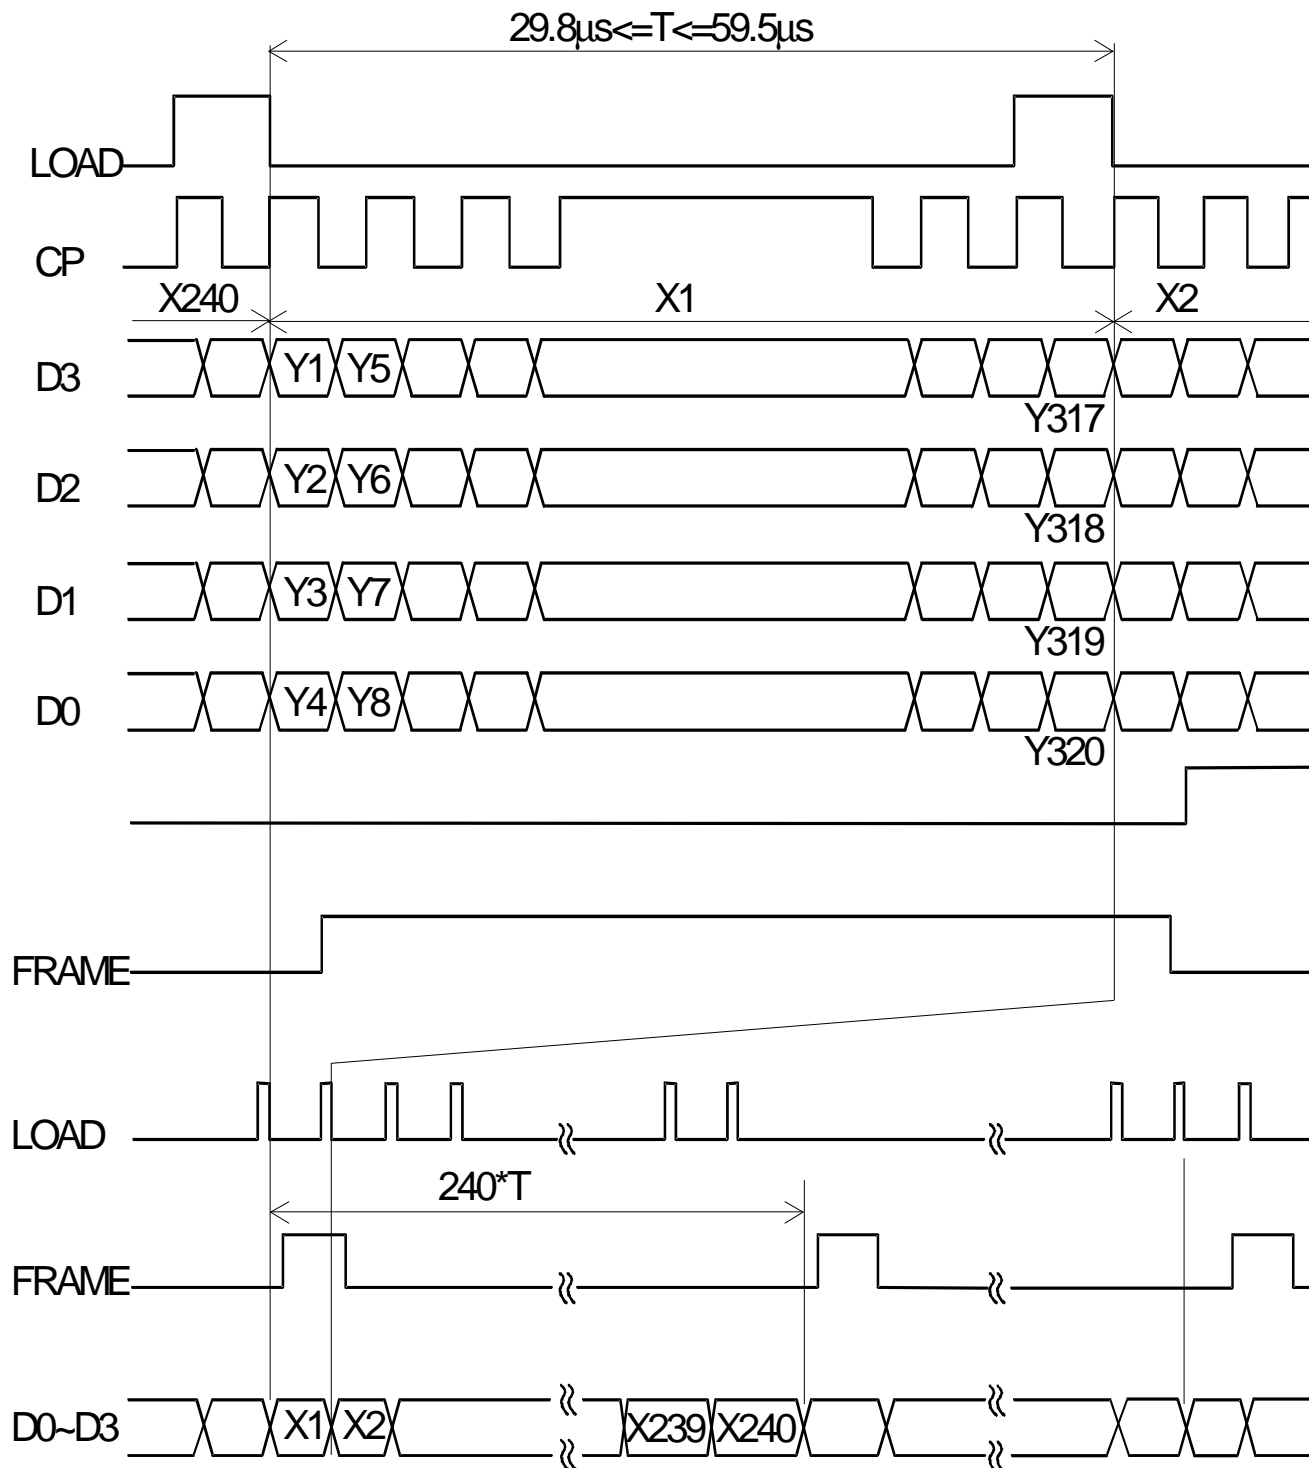 29.8µs<=T<=59.5µs
LOAD
CP
X240 X1 X2
D3 Y1 Y5
Y317
D2 Y2 Y6
Y318
D1 Y3 Y7
Y319
D0 Y4 Y8
Y320
FRAME
LOAD
240*T
FRAME
D0~D3 X1 X2 X239 X240